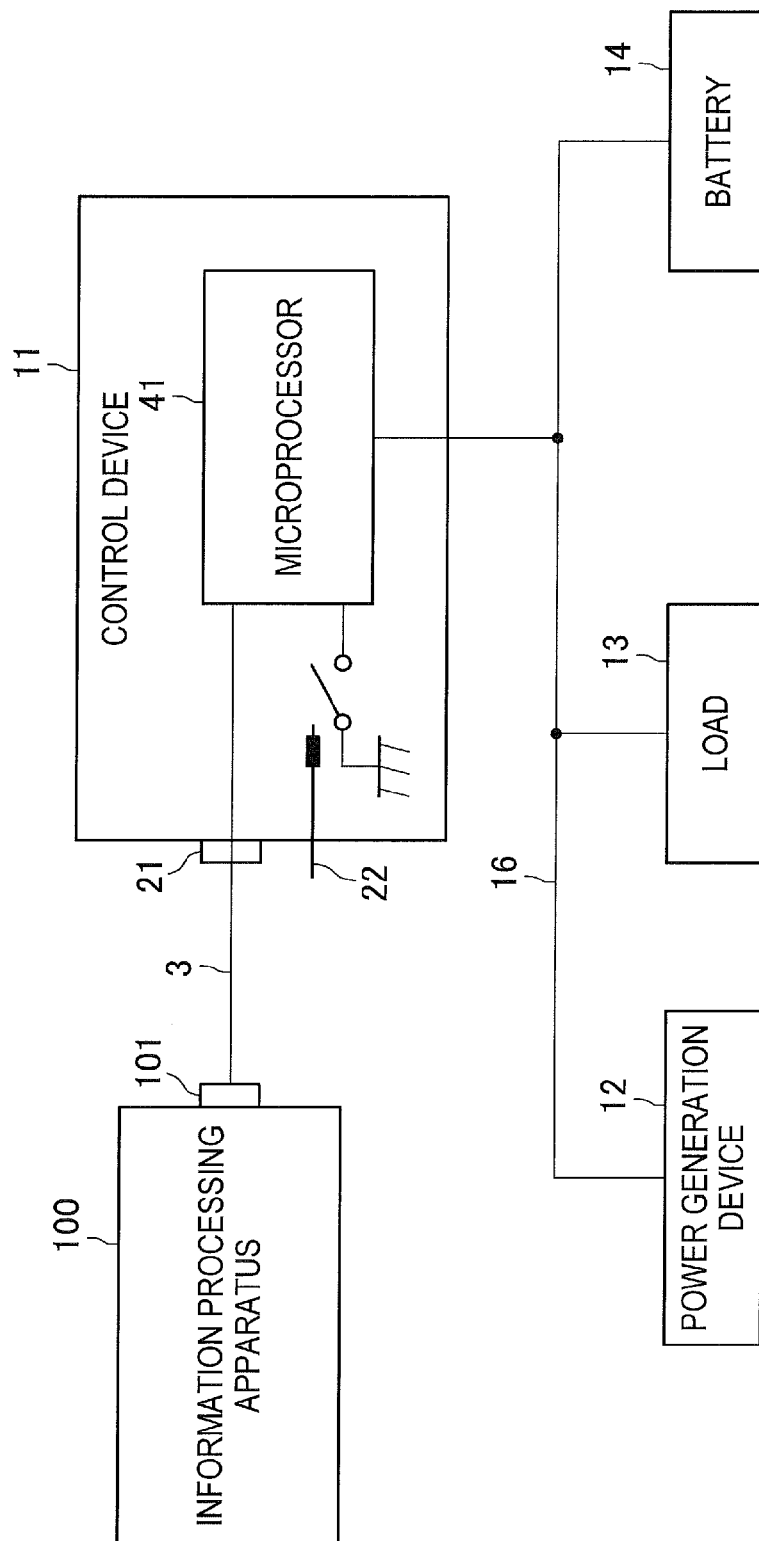 100
INFORMATION PROCESSING
APPARATUS
101
3
21
22
11
CONTROL DEVICE
41
MICROPROCESSOR
16
12
POWER GENERATION
DEVICE
13
LOAD
14
BATTERY